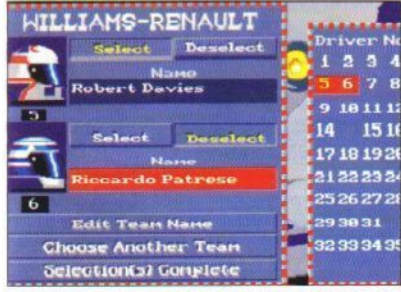 WILLIAMS-RENAULT
Select Deselect
Name
Robert Davies
5
Select Deselect
Name
Riccardo Patrese
6
Edit Team Name
Choose Another Team
Selection(s) Complete
Driver No
1 2 3 4
5 6 7 8
9 10 11 12
14 15 16
17 18 19 20
21 22 23 24
25 26 27 28
29 30 31
32 33 34 35